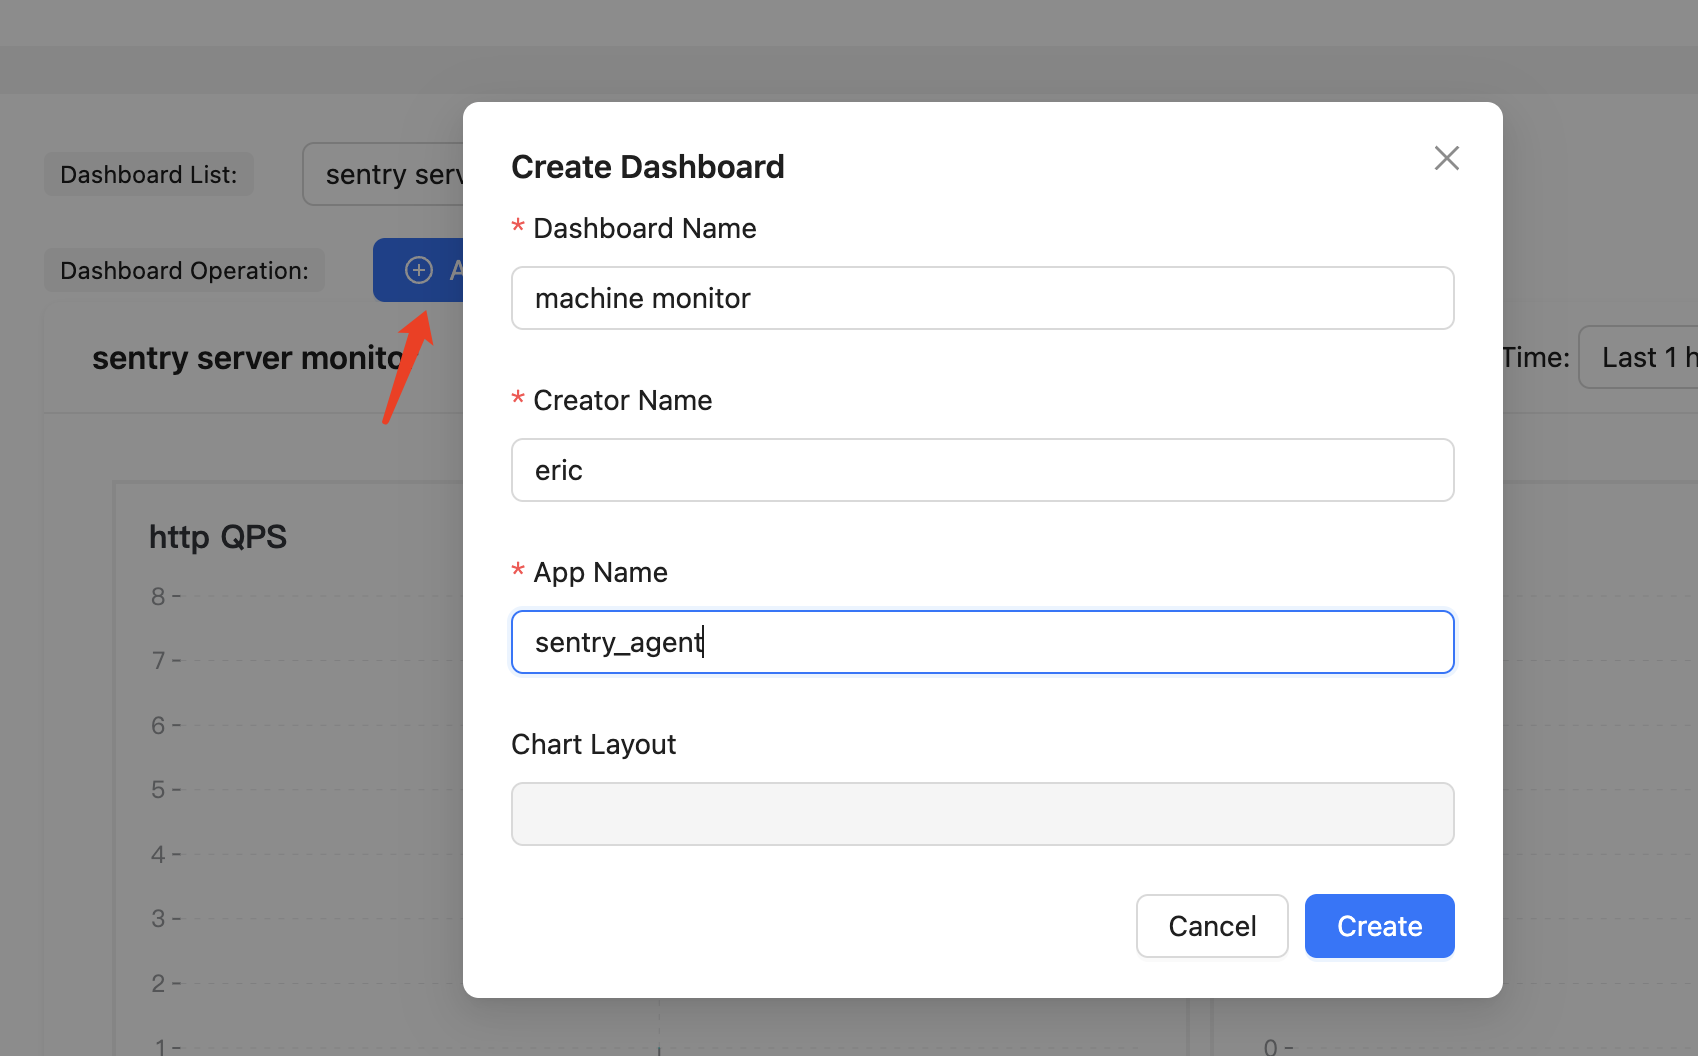 Dashboard List:
sentry serv
Dashboard Operation:
A
sentry server monitor
Time:
Last 1 h
http QPS
8
7
6
5
4
3
2
1
0
Create Dashboard
* Dashboard Name
machine monitor
* Creator Name
eric
* App Name
sentry_agent
Chart Layout
Cancel
Create